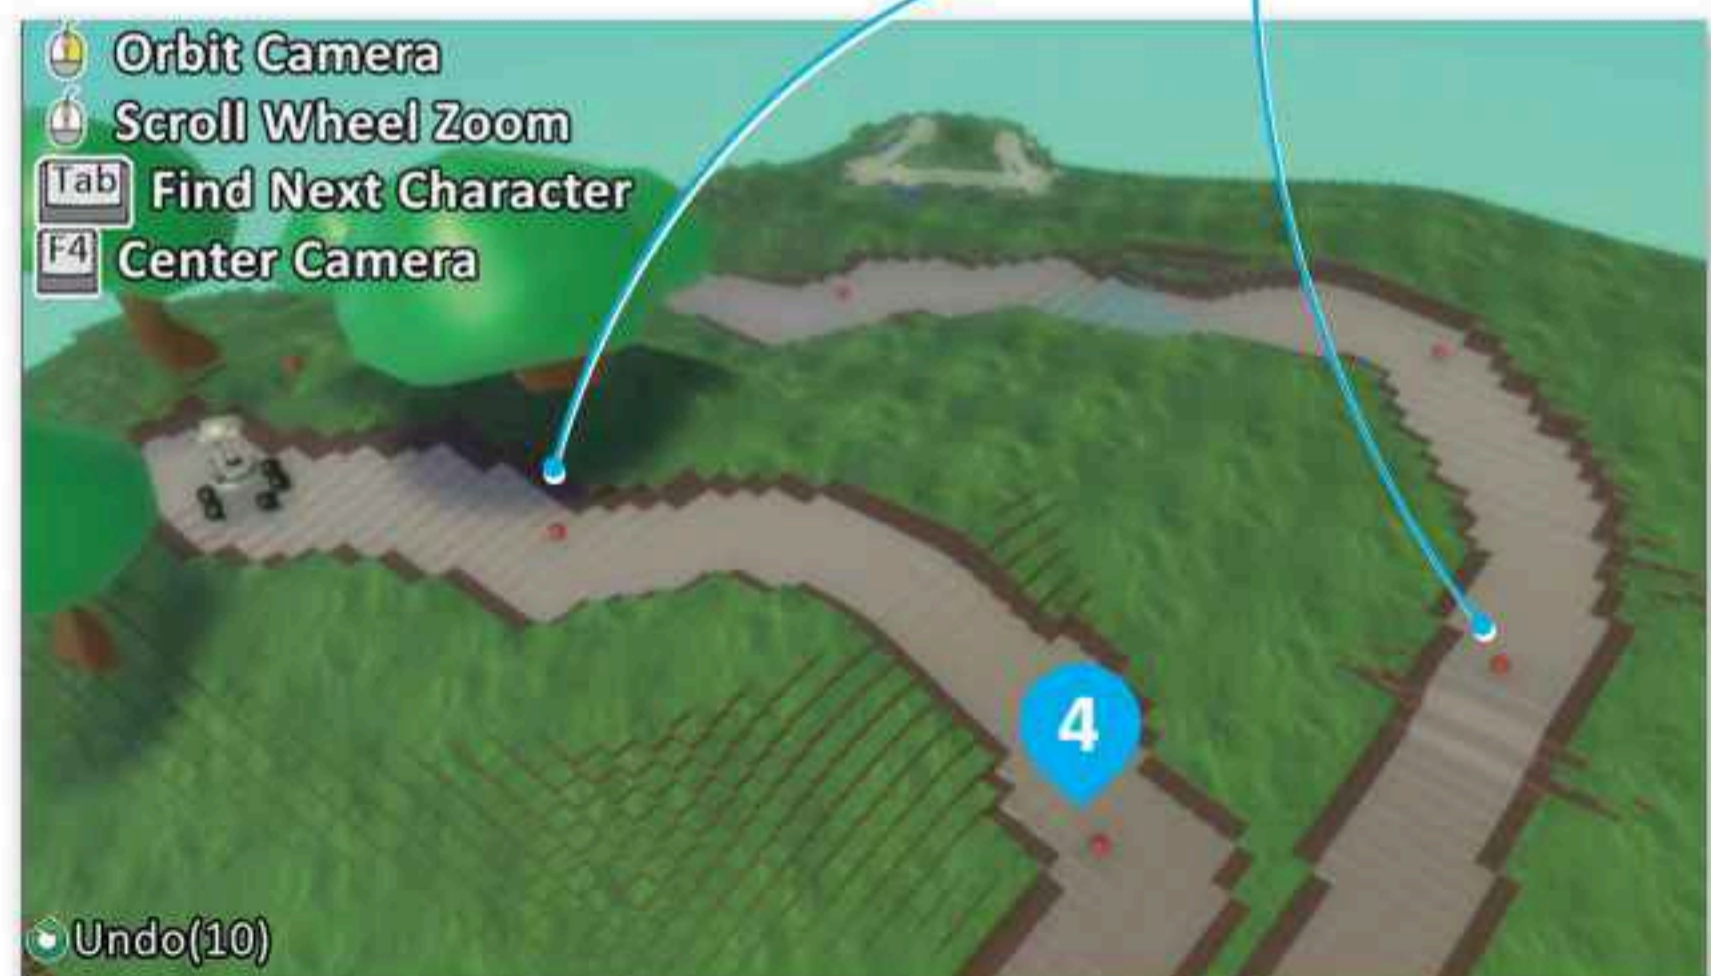 Orbit Camera
Scroll Wheel Zoom
Tab Find Next Character
F4 Center Camera
4
Undo(10)